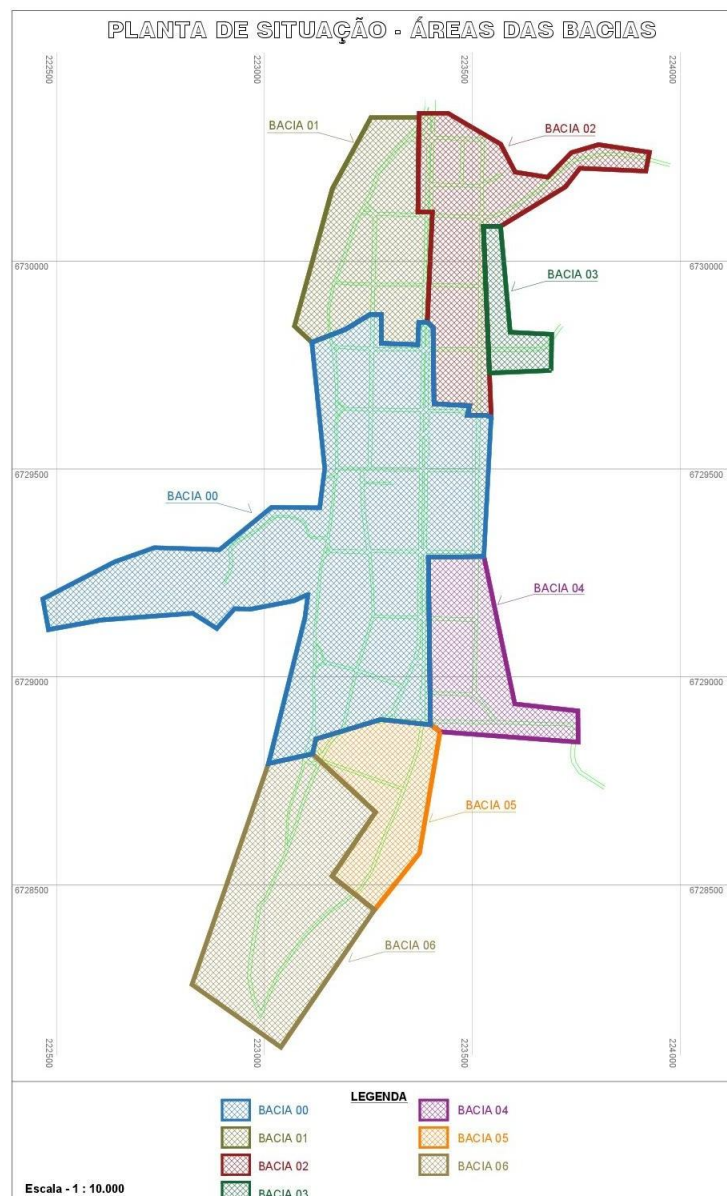 PLANTA DE SITUAÇÃO - ÁREAS DAS BACIAS
222500
223000
223500
224000
BACIA 01
BACIA 02
6730000
6730000
BACIA 03
6729500
6729500
BACIA 00
BACIA 04
6729000
6729000
BACIA 05
6728500
6728500
BACIA 06
222500
223000
223500
224000
LEGENDA
BACIA 00
BACIA 04
BACIA 01
BACIA 05
BACIA 02
BACIA 06
BACIA 03
Escala - 1 : 10.000